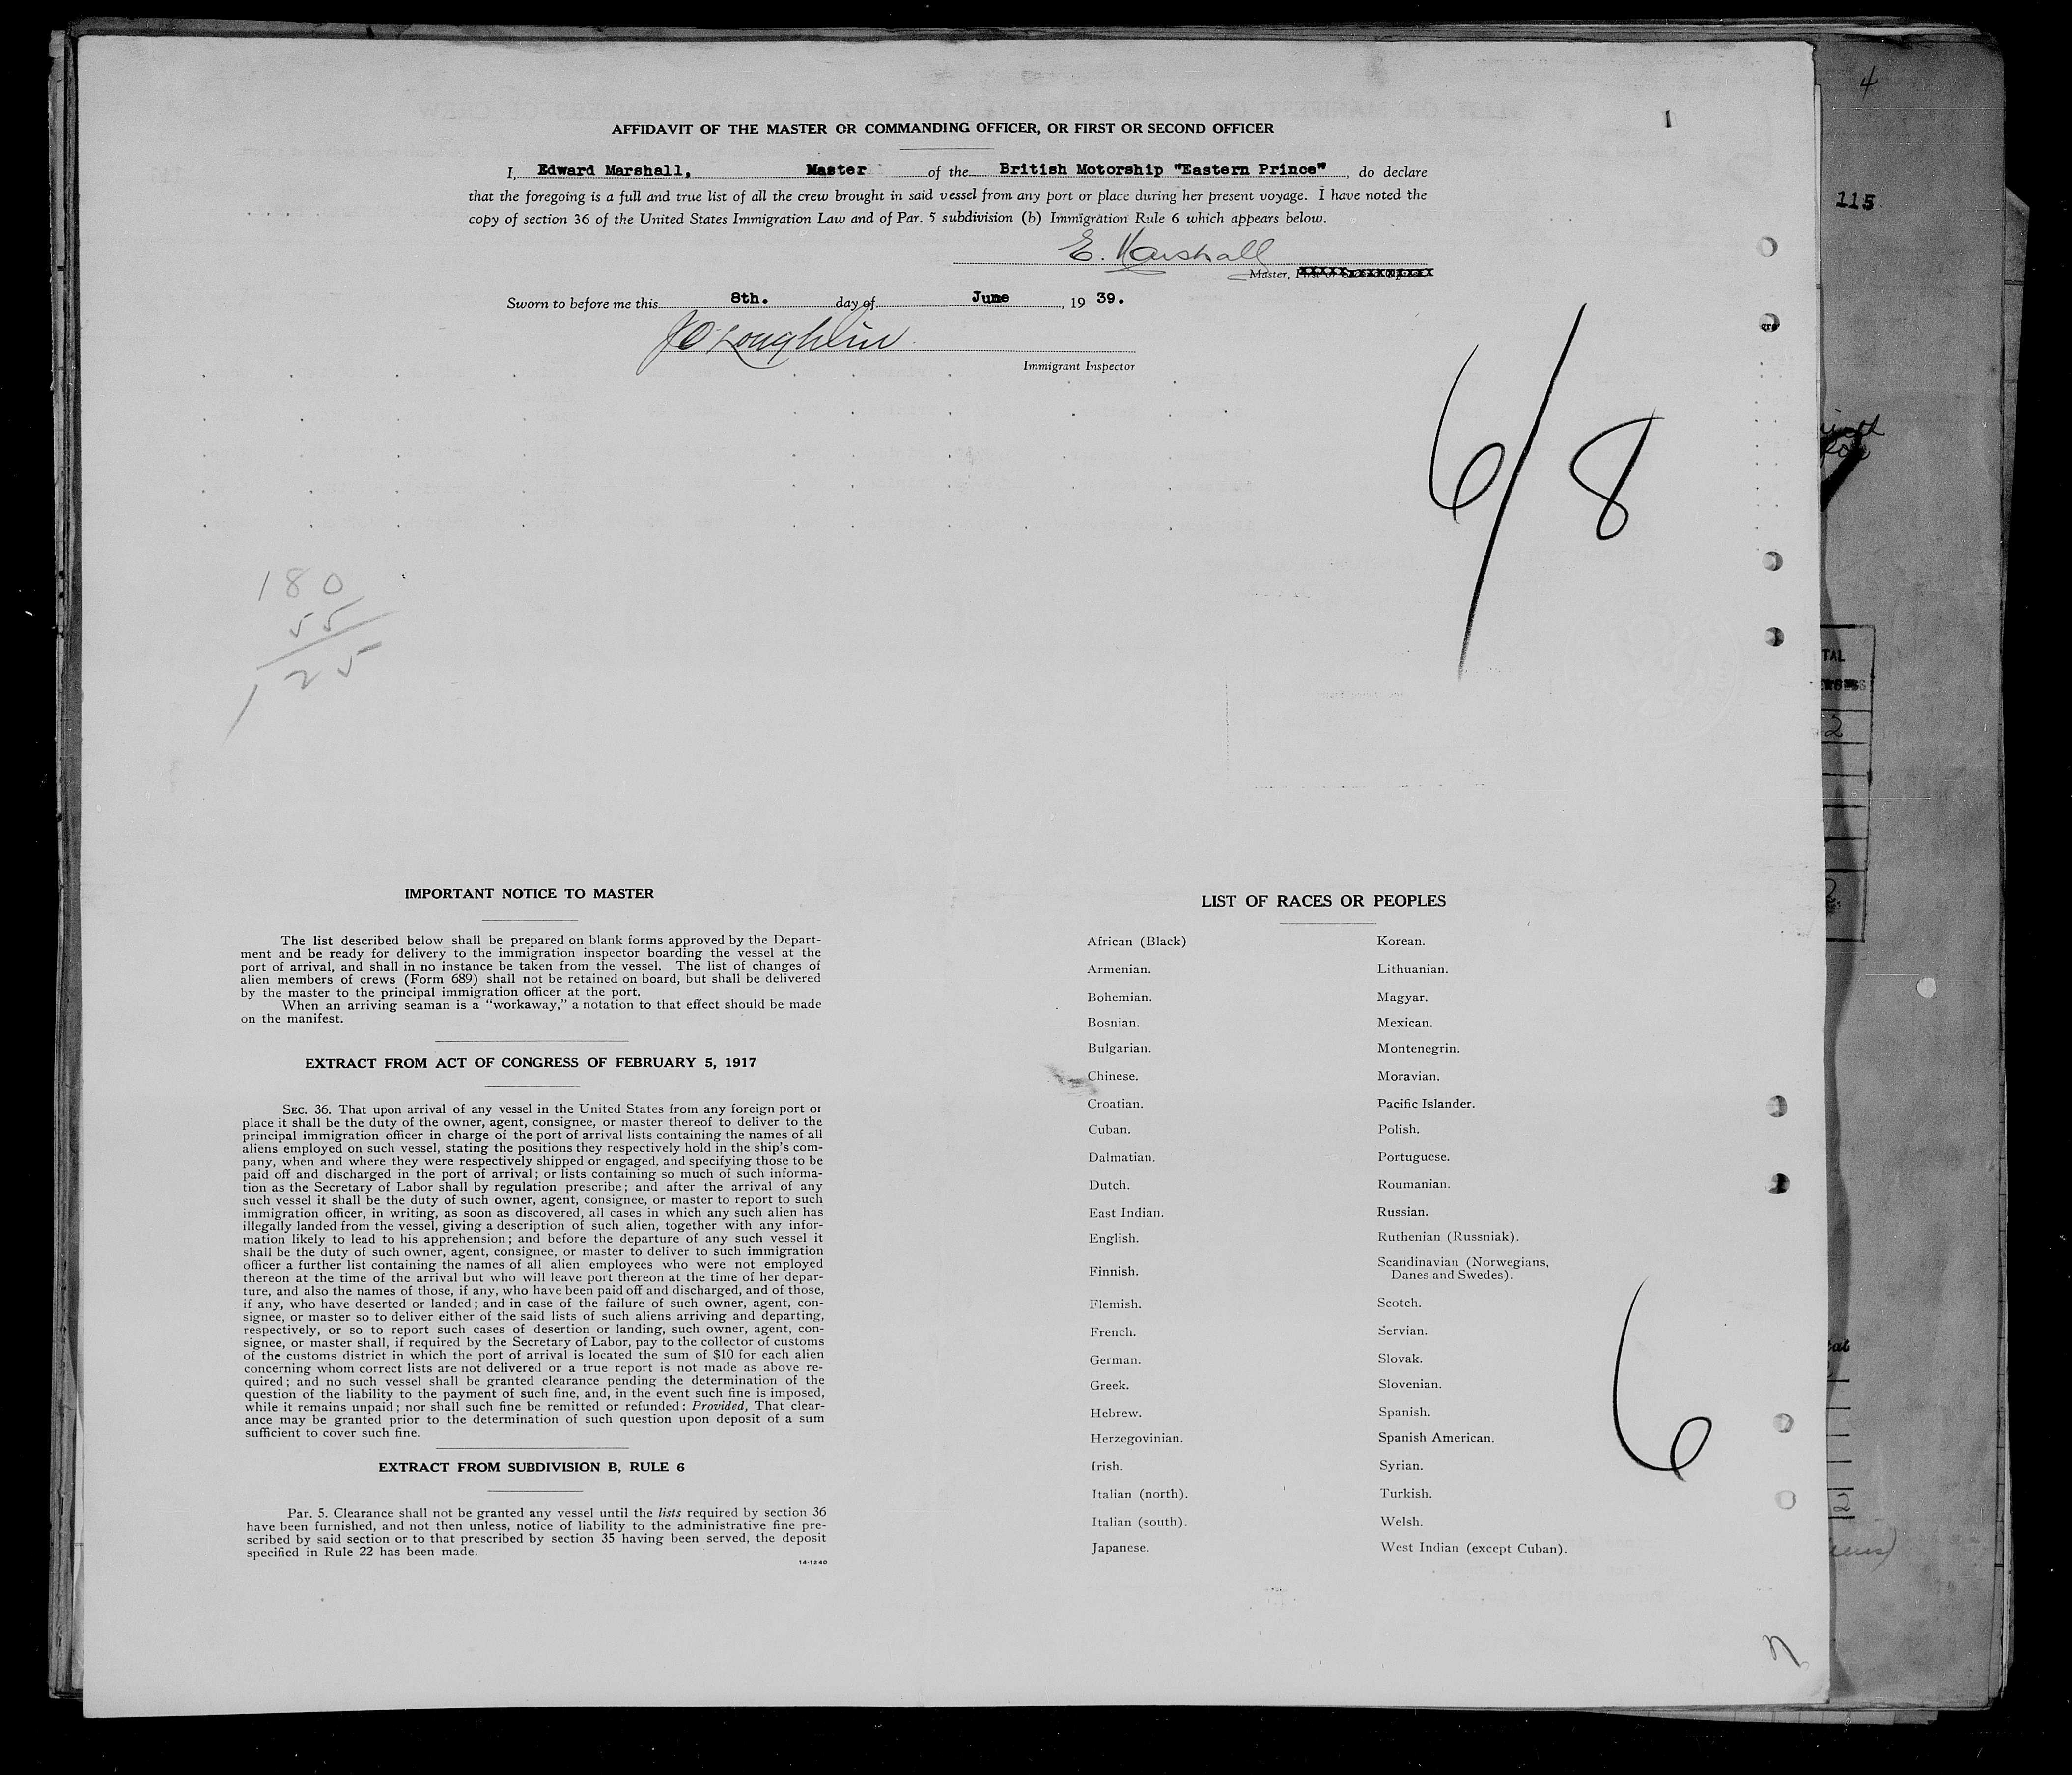 AFFIDAVIT OF THE MASTER OR COMMANDING OFFICER, OR FIRST OR SECOND OFFICER
I, Edward Marshall, Master of the British Motorship "Eastern Prince", do declare
that the foregoing is a full and true list of all the crew brought in said vessel from any port or place during her present voyage. I have noted the
copy of section 36 of the United States Immigration Law and of Par. 5 subdivision (b) Immigration Rule 6 which appears below.
E. Marshall
Master, First or Second Officer.
Sworn to before me this 8th. day of June, 19 39.
J O'Loughlin
Immigrant Inspector
1
4
115
6/8
180
55
125
IMPORTANT NOTICE TO MASTER
The list described below shall be prepared on blank forms approved by the Depart-
ment and be ready for delivery to the immigration inspector boarding the vessel at the
port of arrival, and shall in no instance be taken from the vessel. The list of changes of
alien members of crews (Form 689) shall not be retained on board, but shall be delivered
by the master to the principal immigration officer at the port.
When an arriving seaman is a "workaway," a notation to that effect should be made
on the manifest.
EXTRACT FROM ACT OF CONGRESS OF FEBRUARY 5, 1917
SEC. 36. That upon arrival of any vessel in the United States from any foreign port or
place it shall be the duty of the owner, agent, consignee, or master thereof to deliver to the
principal immigration officer in charge of the port of arrival lists containing the names of all
aliens employed on such vessel, stating the positions they respectively hold in the ship's com-
pany, when and where they were respectively shipped or engaged, and specifying those to be
paid off and discharged in the port of arrival; or lists containing so much of such informa-
tion as the Secretary of Labor shall by regulation prescribe; and after the arrival of any
such vessel it shall be the duty of such owner, agent, consignee, or master to report to such
immigration officer, in writing, as soon as discovered, all cases in which any such alien has
illegally landed from the vessel, giving a description of such alien, together with any infor-
mation likely to lead to his apprehension; and before the departure of any such vessel it
shall be the duty of such owner, agent, consignee, or master to deliver to such immigration
officer a further list containing the names of all alien employees who were not employed
thereon at the time of the arrival but who will leave port thereon at the time of her depar-
ture, and also the names of those, if any, who have been paid off and discharged, and of those,
if any, who have deserted or landed; and in case of the failure of such owner, agent, con-
signee, or master so to deliver either of the said lists of such aliens arriving and departing,
respectively, or so to report such cases of desertion or landing, such owner, agent, con-
signee, or master shall, if required by the Secretary of Labor, pay to the collector of customs
of the customs district in which the port of arrival is located the sum of $10 for each alien
concerning whom correct lists are not delivered or a true report is not made as above re-
quired; and no such vessel shall be granted clearance pending the determination of the
question of the liability to the payment of such fine, and, in the event such fine is imposed,
while it remains unpaid; nor shall such fine be remitted or refunded: Provided, That clear-
ance may be granted prior to the determination of such question upon deposit of a sum
sufficient to cover such fine.
EXTRACT FROM SUBDIVISION B, RULE 6
Par. 5. Clearance shall not be granted any vessel until the lists required by section 36
have been furnished, and not then unless, notice of liability to the administrative fine pre-
scribed by said section or to that prescribed by section 35 having been served, the deposit
specified in Rule 22 has been made.
14-1240
LIST OF RACES OR PEOPLES
African (Black)
Armenian.
Bohemian.
Bosnian.
Bulgarian.
Chinese.
Croatian.
Cuban.
Dalmatian.
Dutch.
East Indian.
English.
Finnish.
Flemish.
French.
German.
Greek.
Hebrew.
Herzegovinian.
Irish.
Italian (north).
Italian (south).
Japanese.
Korean.
Lithuanian.
Magyar.
Mexican.
Montenegrin.
Moravian.
Pacific Islander.
Polish.
Portuguese.
Roumanian.
Russian.
Ruthenian (Russniak).
Scandinavian (Norwegians,
Danes and Swedes).
Scotch.
Servian.
Slovak.
Slovenian.
Spanish.
Spanish American.
Syrian.
Turkish.
Welsh.
West Indian (except Cuban).
6